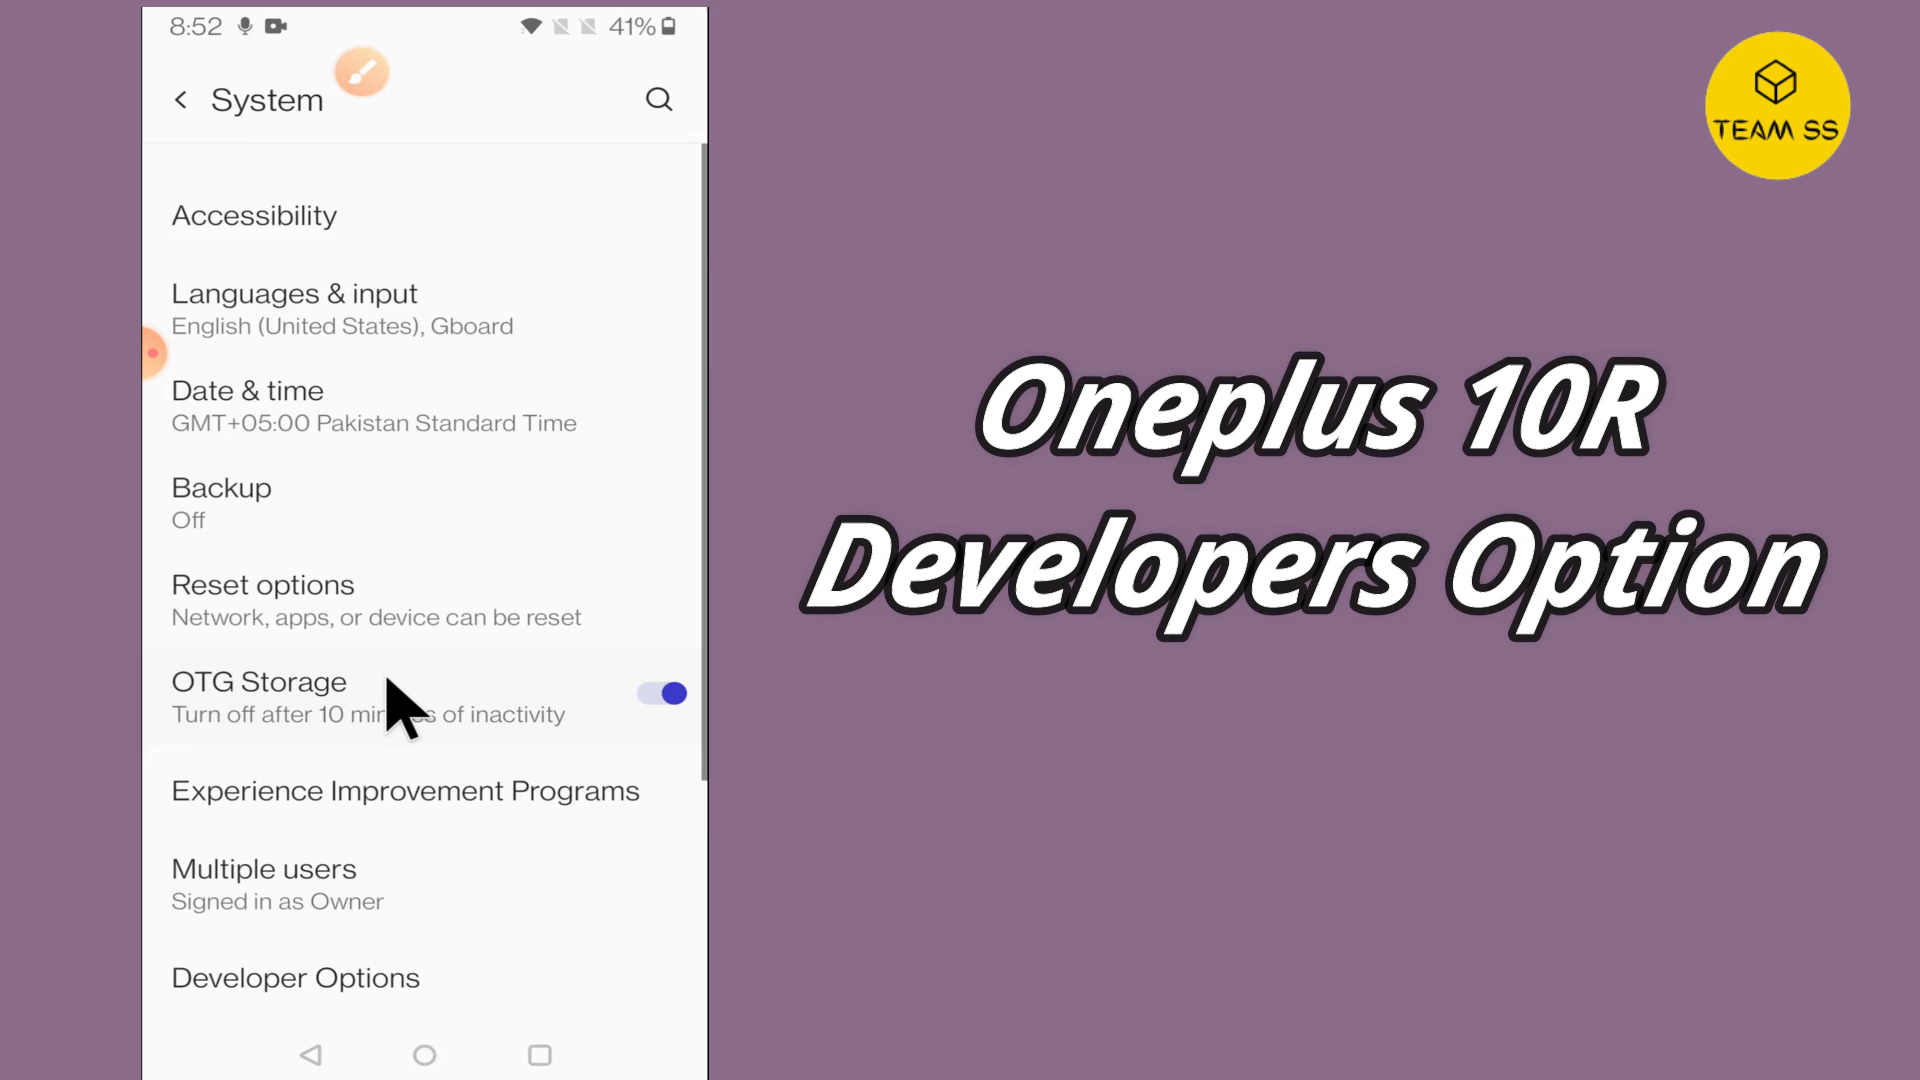 8:52
41%
System
Accessibility
Languages & input
English (United States), Gboard
Date & time
GMT+05:00 Pakistan Standard Time
Backup
Off
Reset options
Network, apps, or device can be reset
OTG Storage
Turn off after 10 minutes of inactivity
Experience Improvement Programs
Multiple users
Signed in as Owner
Developer Options
TEAM SS
Oneplus 10R
Developers Option